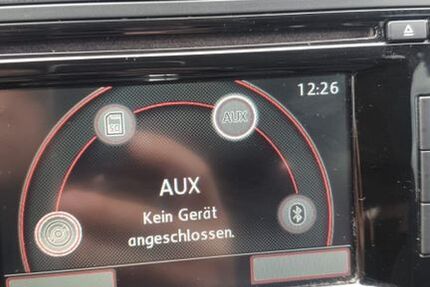 12:26
SD
AUX
AUX
Kein Gerät
angeschlossen.